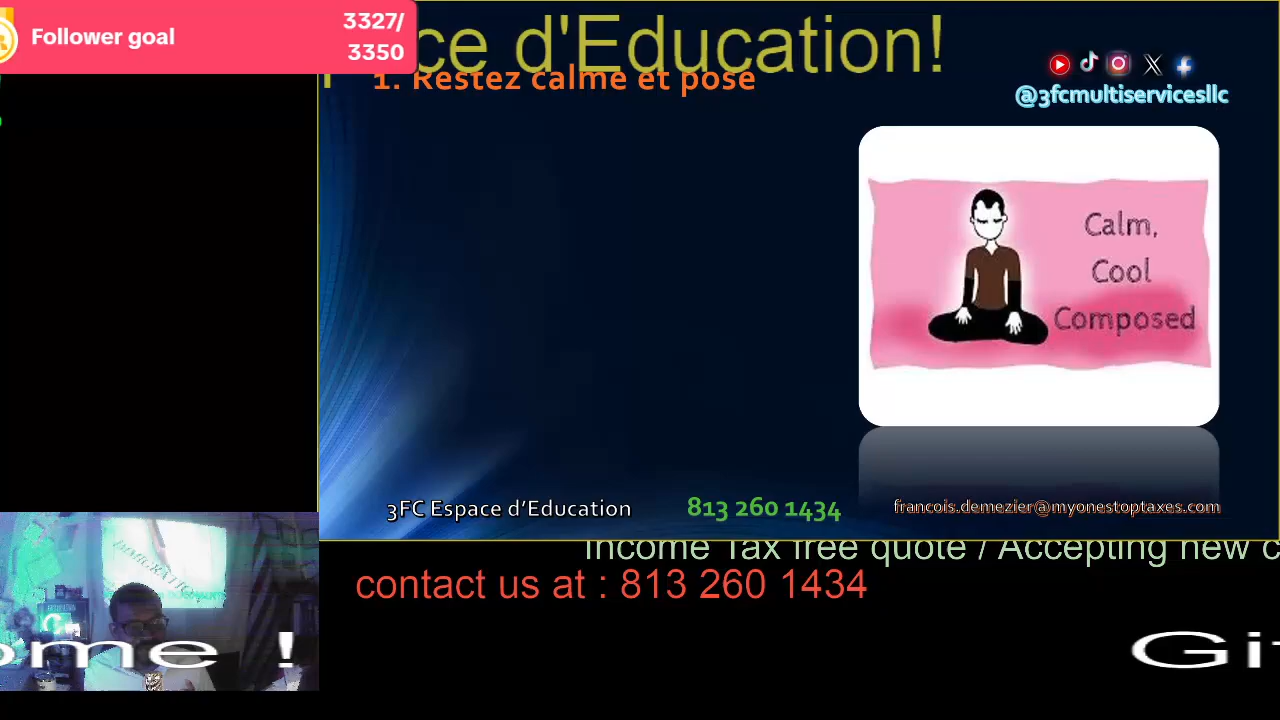 Follower goal
3327/
3350
ce d'Education!
1. Restez calme et pose
@3fcmultiservicesllc
Calm,
Cool
Composed
3FC Espace d'Education
813 260 1434
francois.demezier@myonestoptaxes.com
Income Tax free quote / Accepting new c
contact us at : 813 260 1434
IMMIGRATION
ome !
Gi